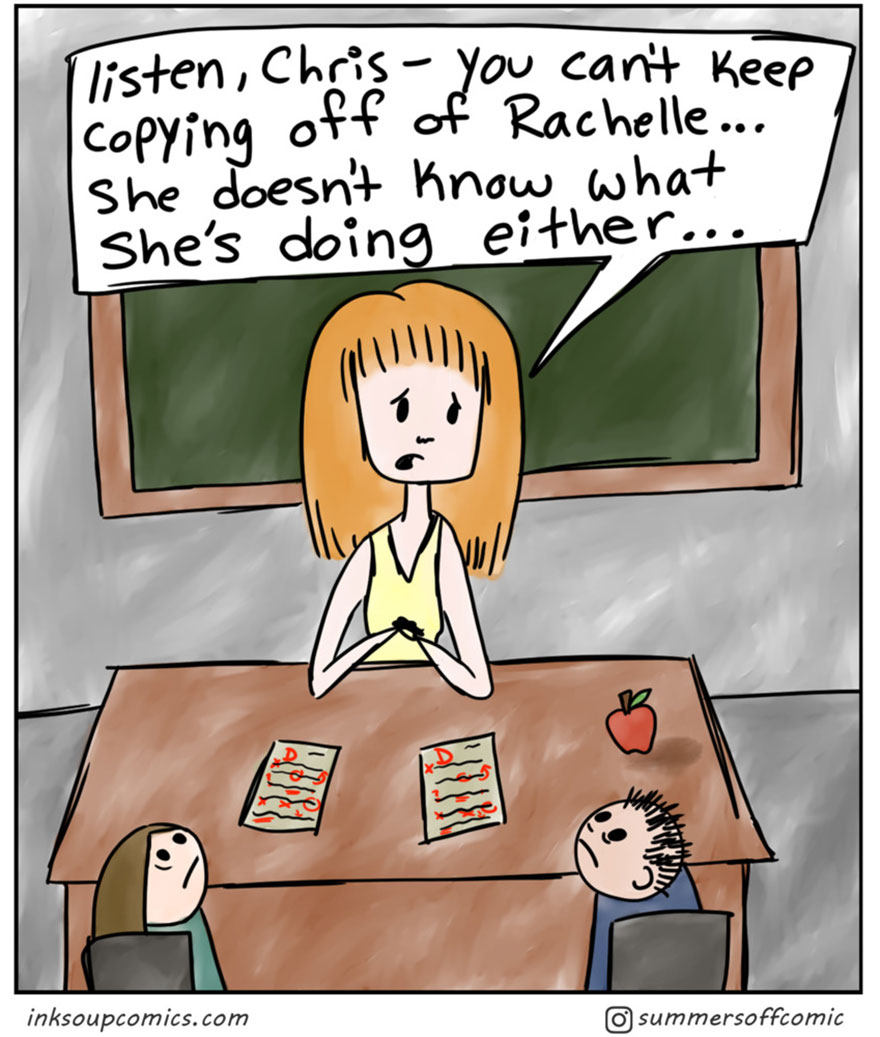 listen, Chris - you can't keep
copying off of Rachelle...
She doesn't know what
She's doing either...
D
D
inksoupcomics.com
summersoffcomic